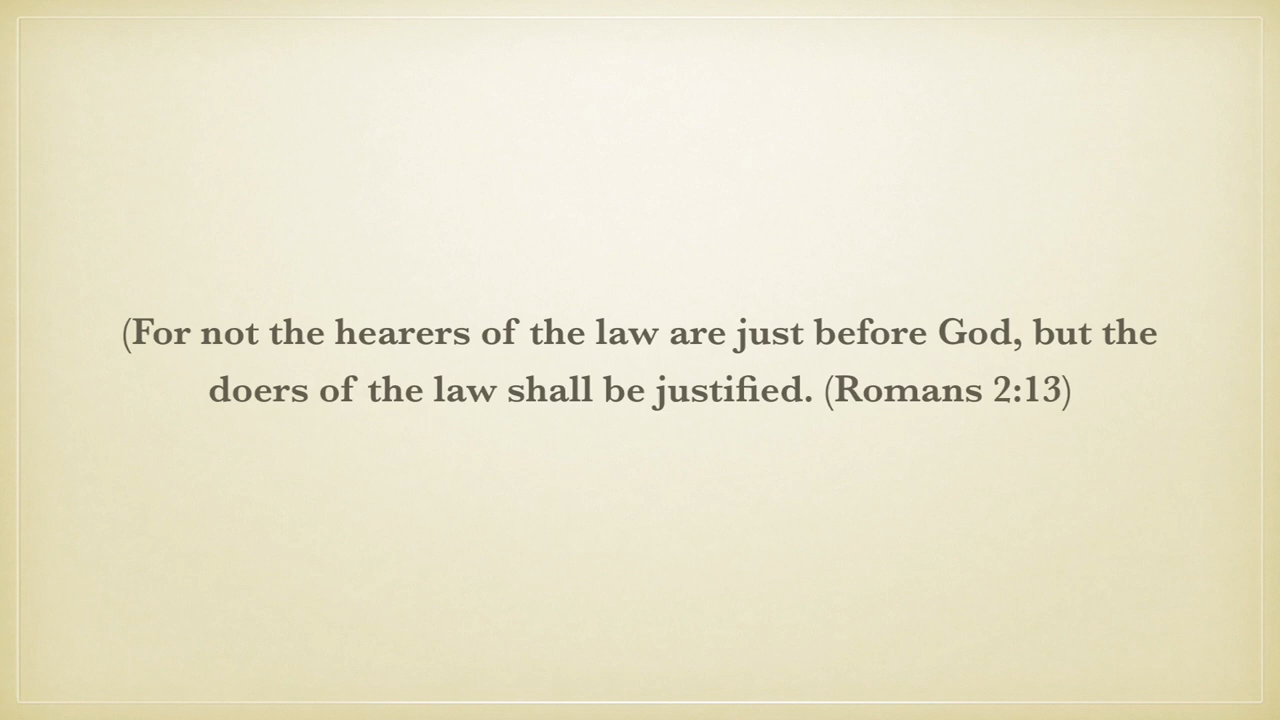 (For not the hearers of the law are just before God, but the
doers of the law shall be justified. (Romans 2:13)